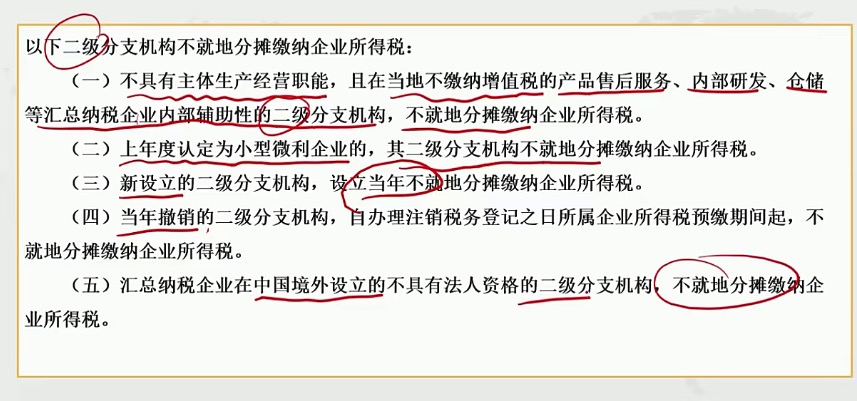 以下二级分支机构不就地分摊缴纳企业所得税：
（一）不具有主体生产经营职能，且在当地不缴纳增值税的产品售后服务、内部研发、仓储
等汇总纳税企业内部辅助性的二级分支机构，不就地分摊缴纳企业所得税。
（二）上年度认定为小型微利企业的，其二级分支机构不就地分摊缴纳企业所得税。
（三）新设立的二级分支机构，设立当年不就地分摊缴纳企业所得税。
（四）当年撤销的二级分支机构，自办理注销税务登记之日所属企业所得税预缴期间起，不
就地分摊缴纳企业所得税。
（五）汇总纳税企业在中国境外设立的不具有法人资格的二级分支机构，不就地分摊缴纳企
业所得税。